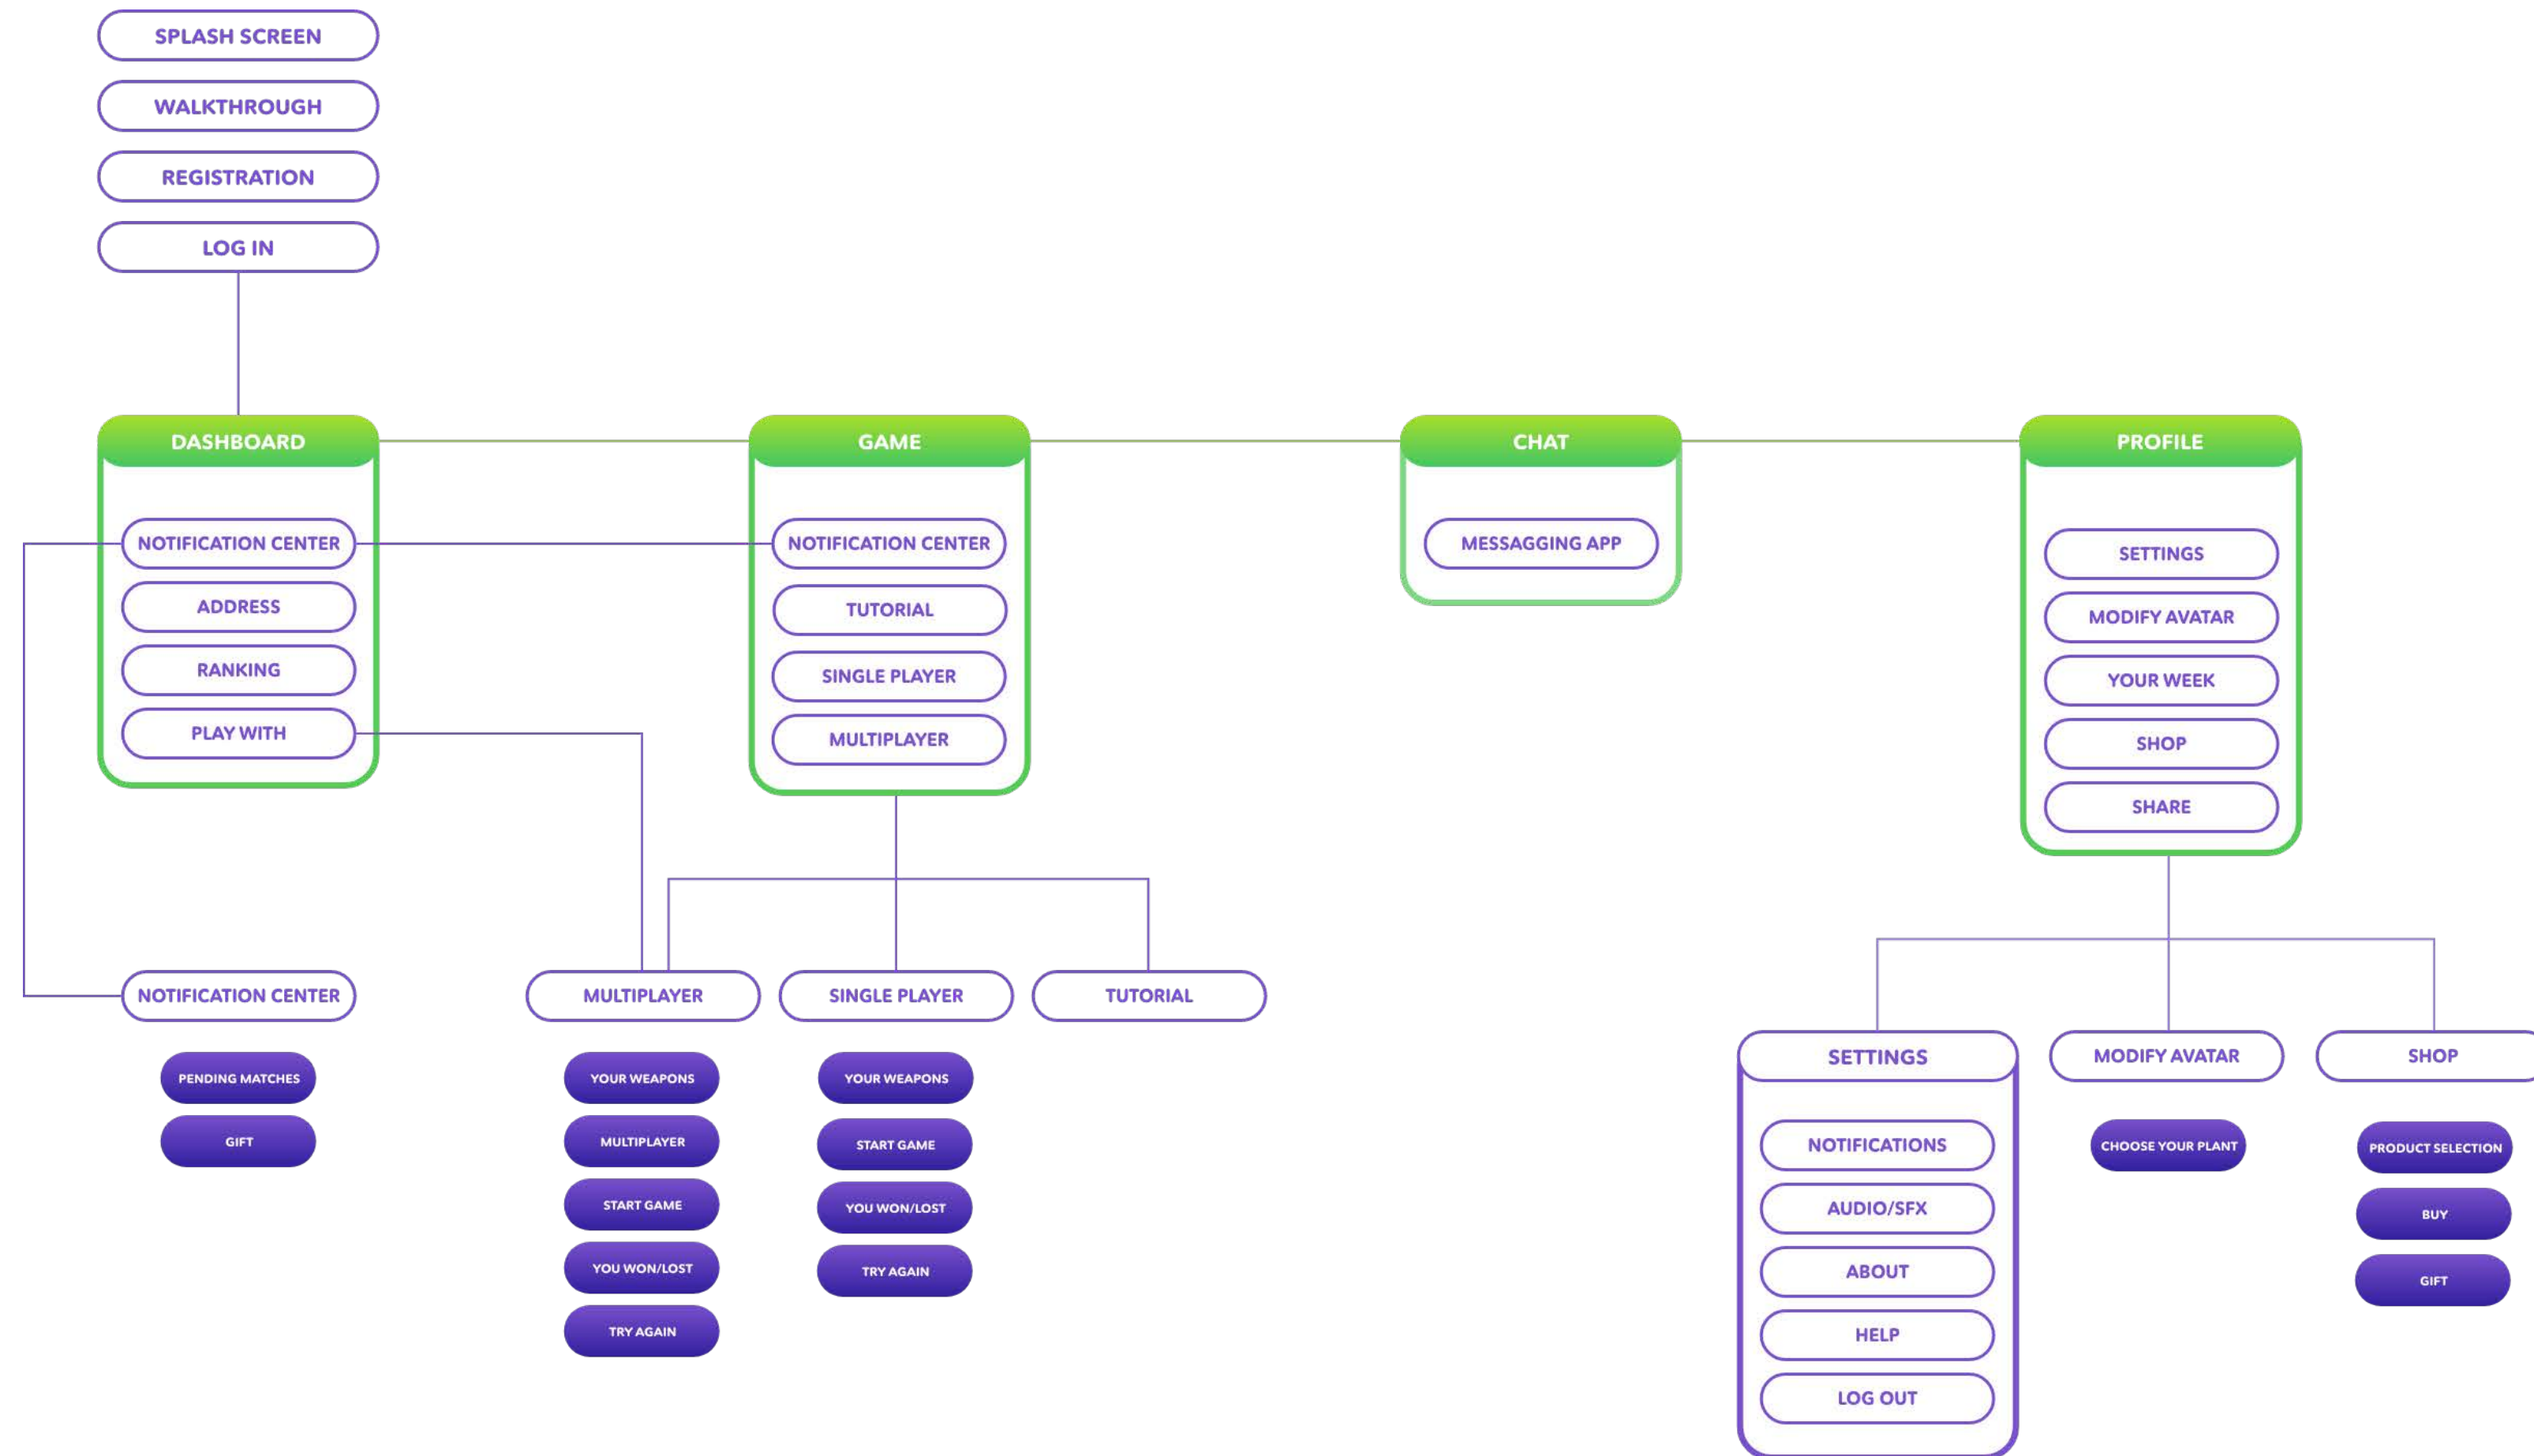 SPLASH SCREEN
WALKTHROUGH
REGISTRATION
LOG IN
DASHBOARD
NOTIFICATION CENTER
ADDRESS
RANKING
PLAY WITH
GAME
NOTIFICATION CENTER
TUTORIAL
SINGLE PLAYER
MULTIPLAYER
CHAT
MESSAGGING APP
PROFILE
SETTINGS
MODIFY AVATAR
YOUR WEEK
SHOP
SHARE
NOTIFICATION CENTER
PENDING MATCHES
GIFT
MULTIPLAYER
YOUR WEAPONS
MULTIPLAYER
START GAME
YOU WON/LOST
TRY AGAIN
SINGLE PLAYER
YOUR WEAPONS
START GAME
YOU WON/LOST
TRY AGAIN
TUTORIAL
SETTINGS
NOTIFICATIONS
AUDIO/SFX
ABOUT
HELP
LOG OUT
MODIFY AVATAR
CHOOSE YOUR PLANT
SHOP
PRODUCT SELECTION
BUY
GIFT